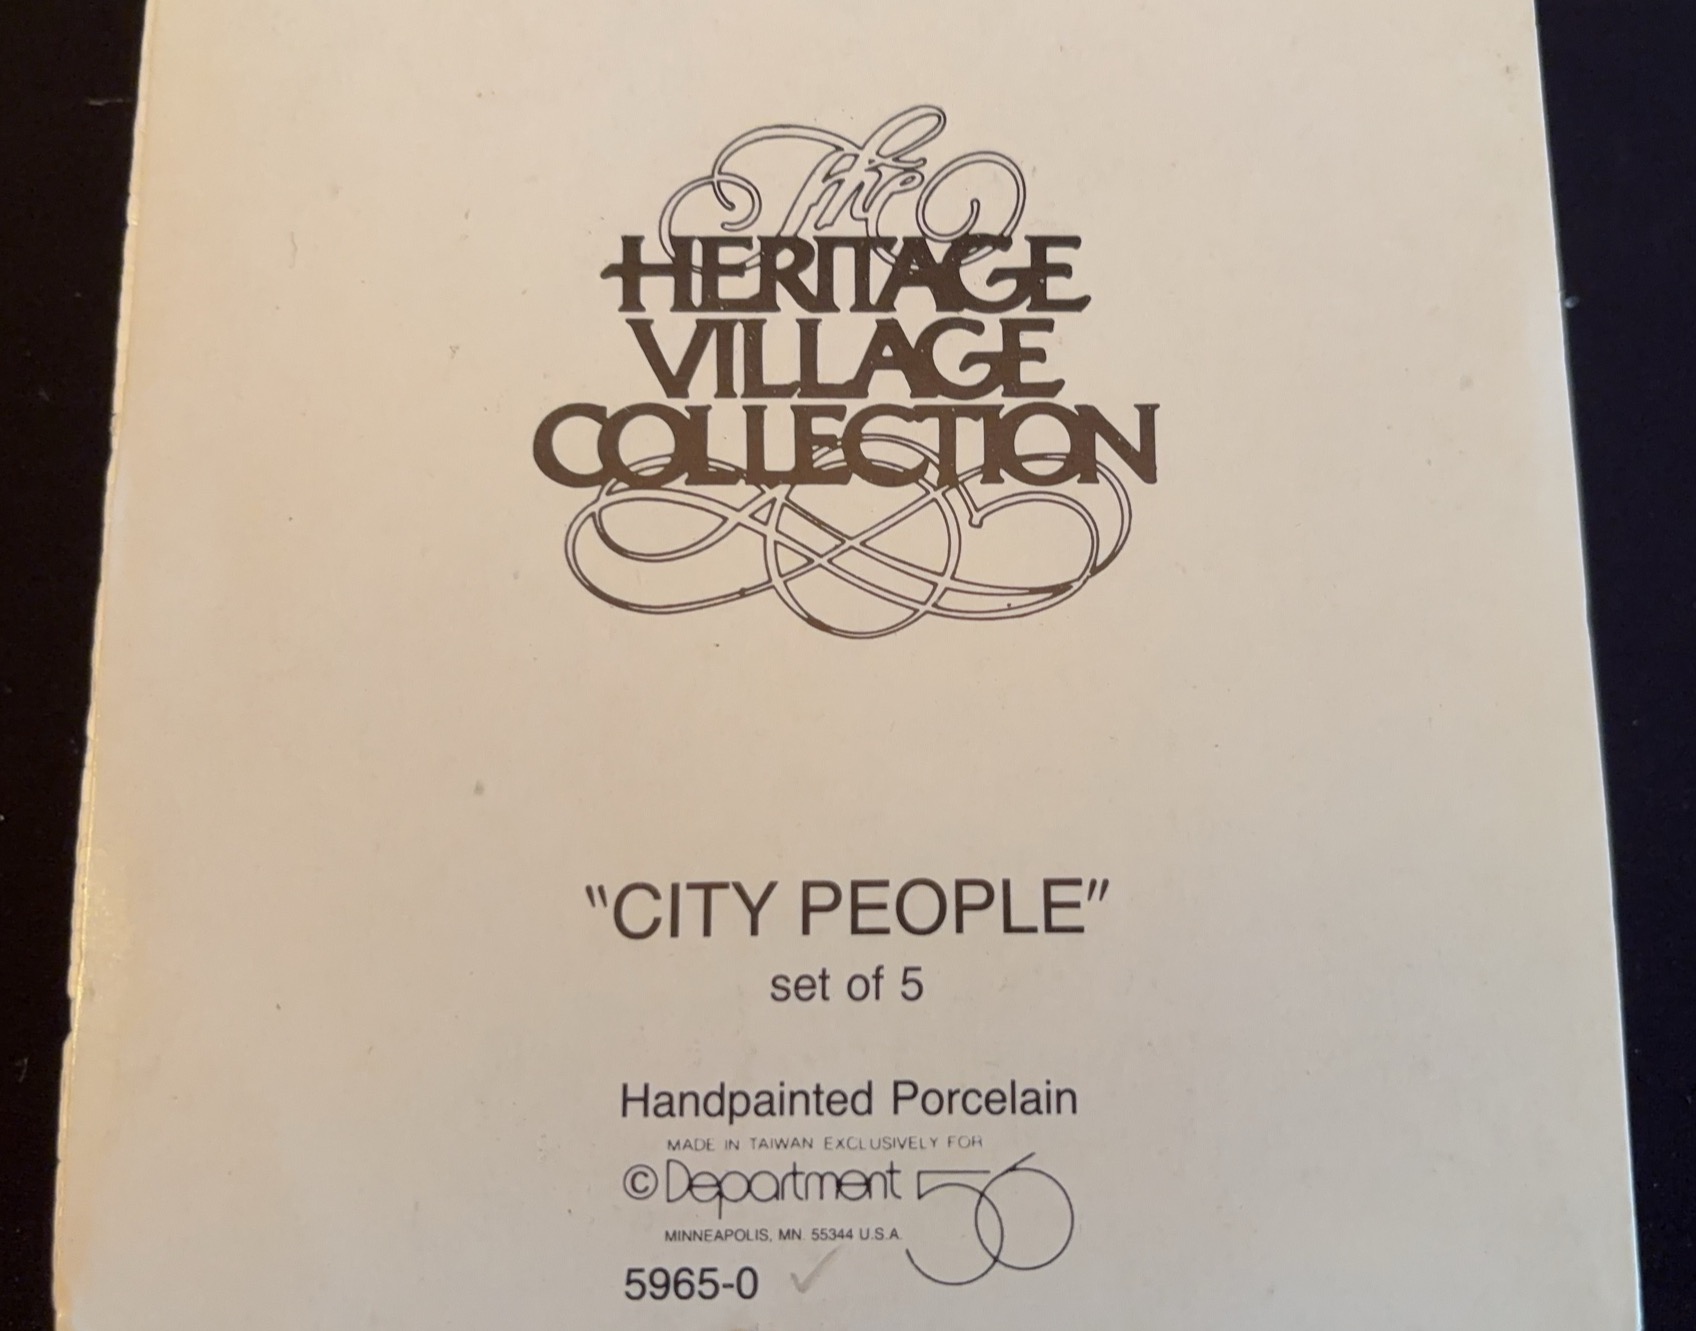 The
HERITAGE
VILLAGE
COLLECTION
"CITY PEOPLE"
set of 5
Handpainted Porcelain
MADE IN TAIWAN EXCLUSIVELY FOR
© Department 56
MINNEAPOLIS, MN 55344 U.S.A.
5965-0 ✓